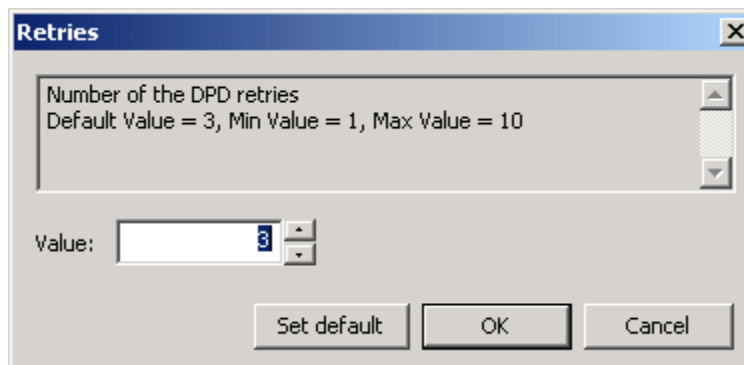 Retries
Number of the DPD retries
Default Value = 3, Min Value = 1, Max Value = 10
Value: 3
Set default OK Cancel